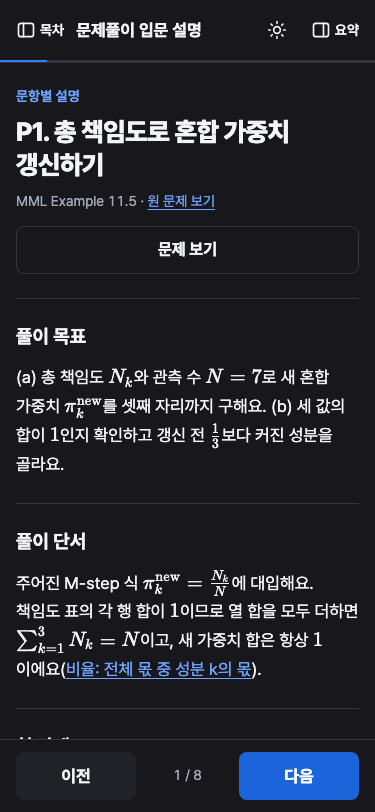 목차 문제풀이 입문 설명 요약
문항별 설명
P1. 총 책임도로 혼합 가중치
갱신하기
MML Example 11.5 · 원 문제 보기
문제 보기
풀이 목표
(a) 총 책임도 N_k와 관측 수 N = 7로 새 혼합
가중치 π_k^new를 셋째 자리까지 구해요. (b) 세 값의
합이 1인지 확인하고 갱신 전 1/3보다 커진 성분을
골라요.
풀이 단서
주어진 M-step 식 π_k^new = N_k/N에 대입해요.
책임도 표의 각 행 합이 1이므로 열 합을 모두 더하면
∑_{k=1}^3 N_k = N이고, 새 가중치 합은 항상 1
이에요(비율: 전체 몫 중 성분 k의 몫).
이전 1 / 8 다음